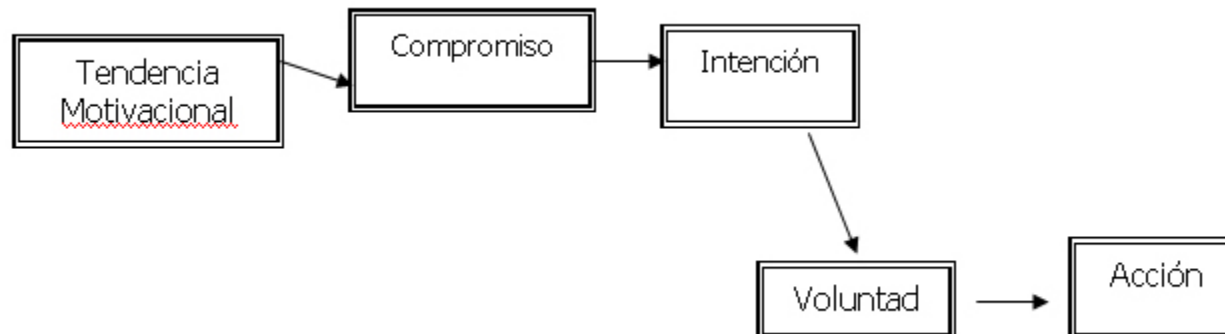 Tendencia
Motivacional
Compromiso
Intención
Voluntad
Acción